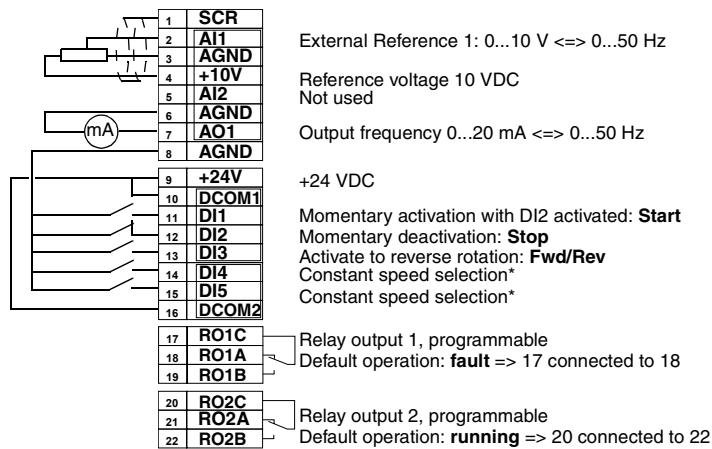 1 SCR
2 AI1 External Reference 1: 0...10 V <=> 0...50 Hz
3 AGND
4 +10V Reference voltage 10 VDC
5 AI2 Not used
6 AGND
mA 7 AO1 Output frequency 0...20 mA <=> 0...50 Hz
8 AGND
9 +24V +24 VDC
10 DCOM1
11 DI1 Momentary activation with DI2 activated: Start
12 DI2 Momentary deactivation: Stop
13 DI3 Activate to reverse rotation: Fwd/Rev
14 DI4 Constant speed selection*
15 DI5 Constant speed selection*
16 DCOM2
17 RO1C Relay output 1, programmable
18 RO1A Default operation: fault => 17 connected to 18
19 RO1B
20 RO2C
21 RO2A Relay output 2, programmable
22 RO2B Default operation: running => 20 connected to 22